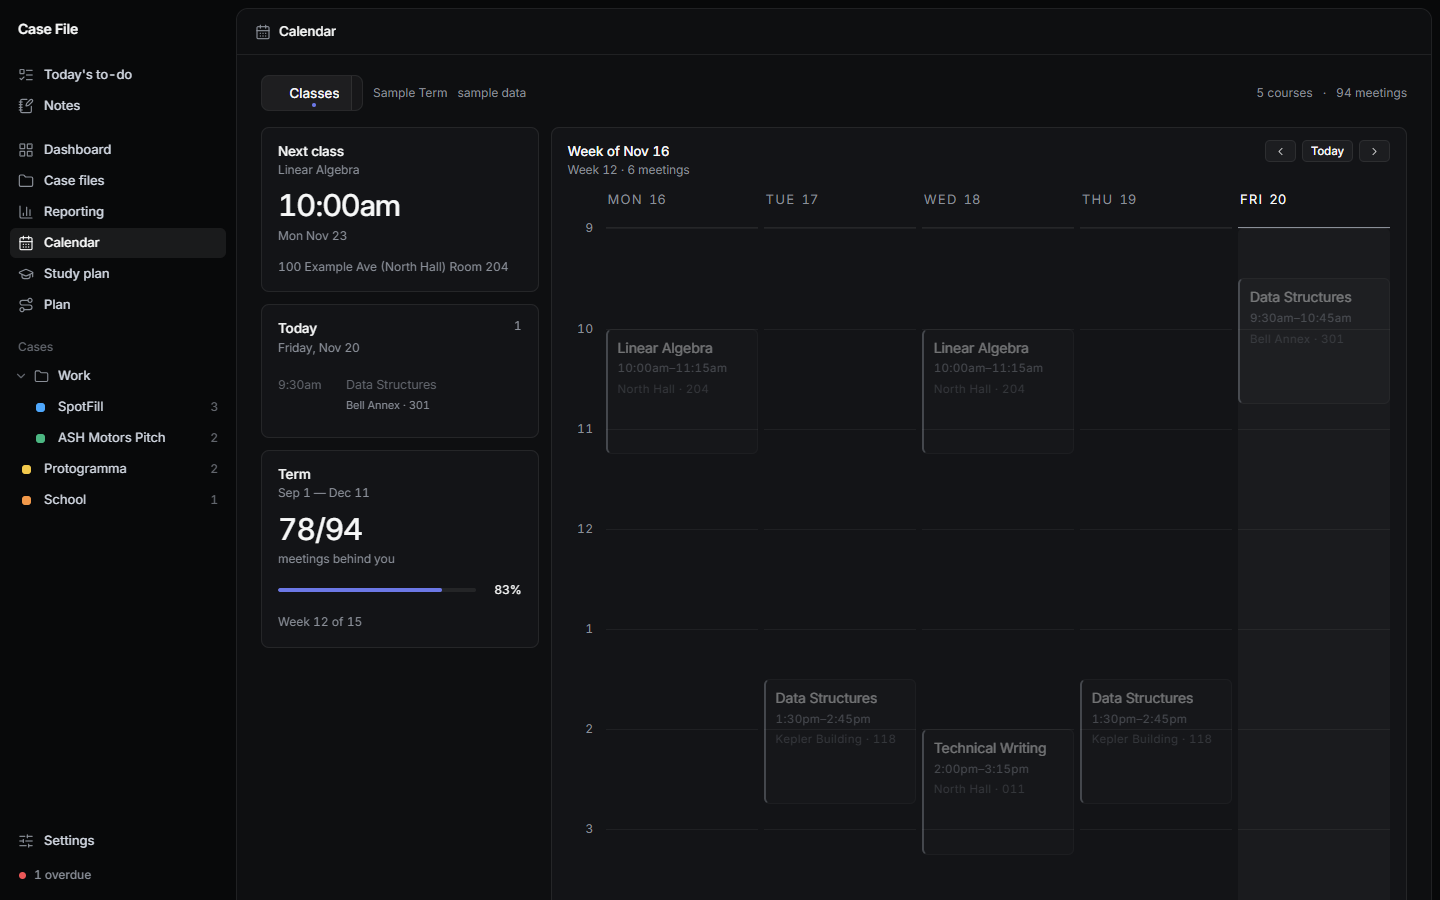 Case File
Today's to-do
Notes
Dashboard
Case files
Reporting
Calendar
Study plan
Plan
Cases
Work
SpotFill 3
ASH Motors Pitch 2
Protogramma 2
School 1
Settings
1 overdue
Calendar
Classes
Sample Term sample data
5 courses · 94 meetings
Next class
Linear Algebra
10:00am
Mon Nov 23
100 Example Ave (North Hall) Room 204
Today 1
Friday, Nov 20
9:30am Data Structures
Bell Annex · 301
Term
Sep 1 — Dec 11
78/94
meetings behind you
83%
Week 12 of 15
Week of Nov 16
Week 12 · 6 meetings
Today
MON 16 TUE 17 WED 18 THU 19 FRI 20
9
10
11
12
1
2
3
Linear Algebra
10:00am–11:15am
North Hall · 204
Data Structures
1:30pm–2:45pm
Kepler Building · 118
Linear Algebra
10:00am–11:15am
North Hall · 204
Technical Writing
2:00pm–3:15pm
North Hall · 011
Data Structures
1:30pm–2:45pm
Kepler Building · 118
Data Structures
9:30am–10:45am
Bell Annex · 301